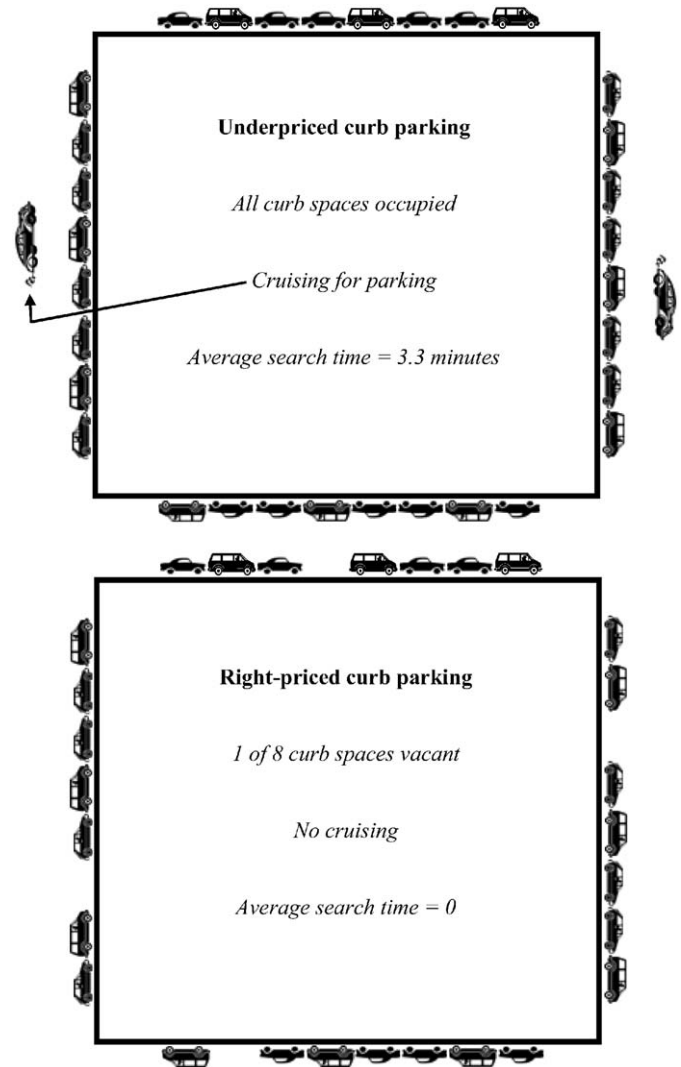 Underpriced curb parking
All curb spaces occupied
Cruising for parking
Average search time = 3.3 minutes
Right-priced curb parking
1 of 8 curb spaces vacant
No cruising
Average search time = 0